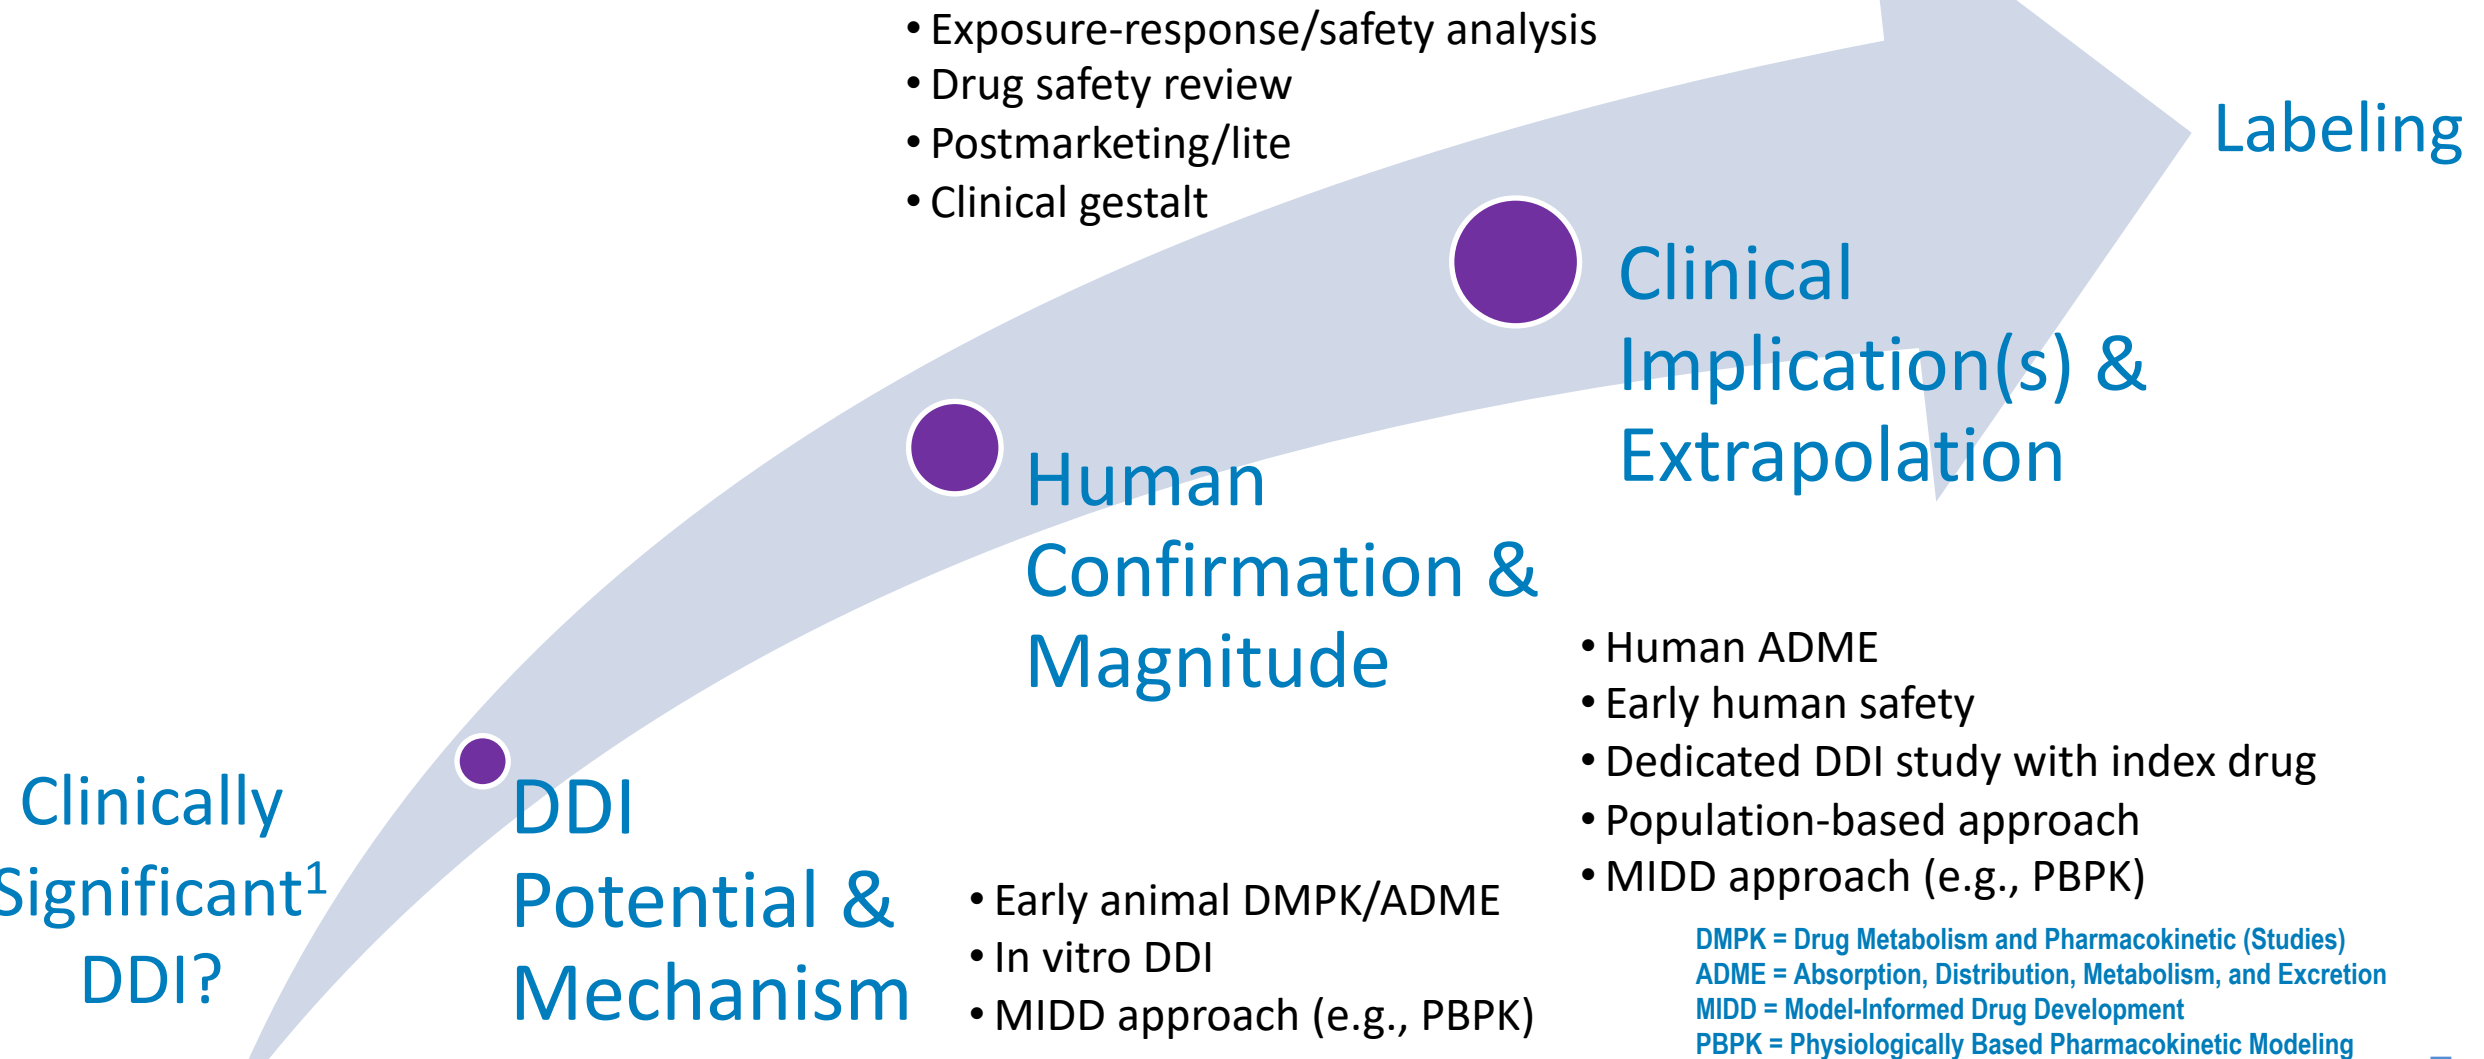 • Exposure-response/safety analysis
• Drug safety review
• Postmarketing/lite
• Clinical gestalt
Labeling
Clinical
Implication(s) &
Extrapolation
Human
Confirmation &
Magnitude
• Human ADME
• Early human safety
• Dedicated DDI study with index drug
• Population-based approach
• MIDD approach (e.g., PBPK)
Clinically
Significant¹
DDI?
DDI
Potential &
Mechanism
• Early animal DMPK/ADME
• In vitro DDI
• MIDD approach (e.g., PBPK)
DMPK = Drug Metabolism and Pharmacokinetic (Studies)
ADME = Absorption, Distribution, Metabolism, and Excretion
MIDD = Model-Informed Drug Development
PBPK = Physiologically Based Pharmacokinetic Modeling